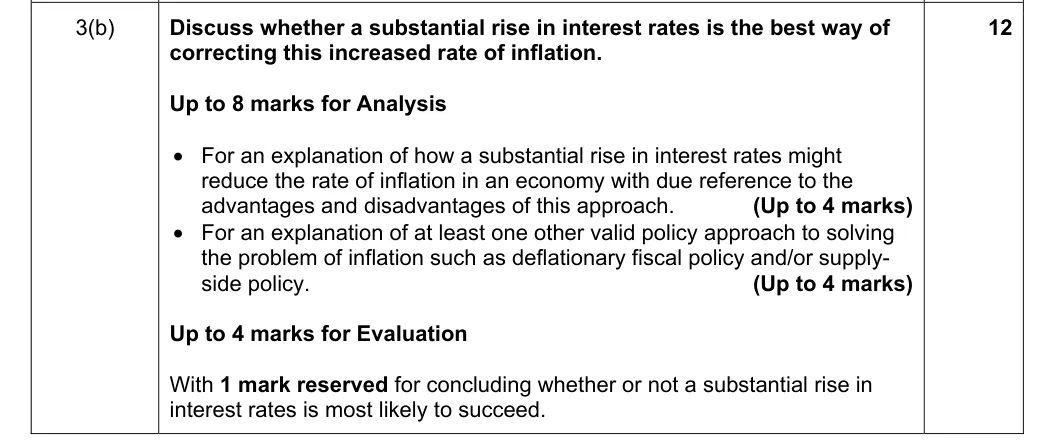 3(b) Discuss whether a substantial rise in interest rates is the best way of 12
correcting this increased rate of inflation.
Up to 8 marks for Analysis
• For an explanation of how a substantial rise in interest rates might
reduce the rate of inflation in an economy with due reference to the
advantages and disadvantages of this approach. (Up to 4 marks)
• For an explanation of at least one other valid policy approach to solving
the problem of inflation such as deflationary fiscal policy and/or supply-
side policy. (Up to 4 marks)
Up to 4 marks for Evaluation
With 1 mark reserved for concluding whether or not a substantial rise in
interest rates is most likely to succeed.